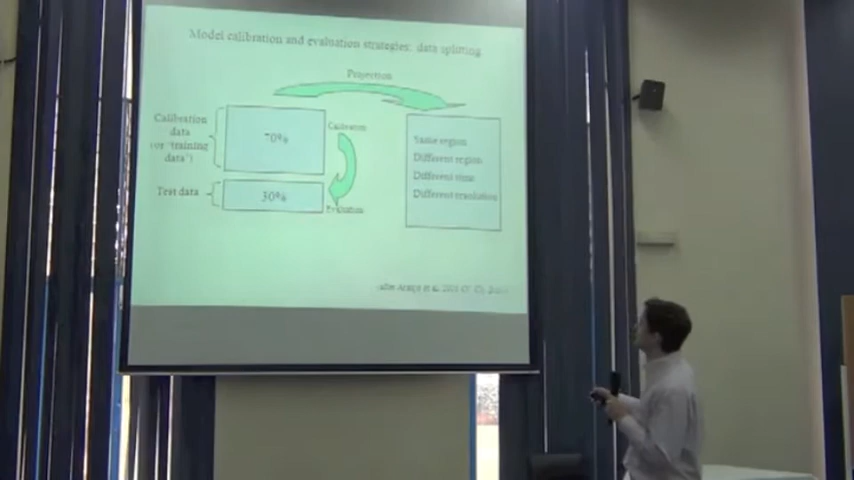 Model calibration and evaluation strategies: data spliting
Projection
Calibration
data
(or "training
data")
70%
Calibration
Same region
Different region
Different time
Different resolution
Test data
30%
Evaluation